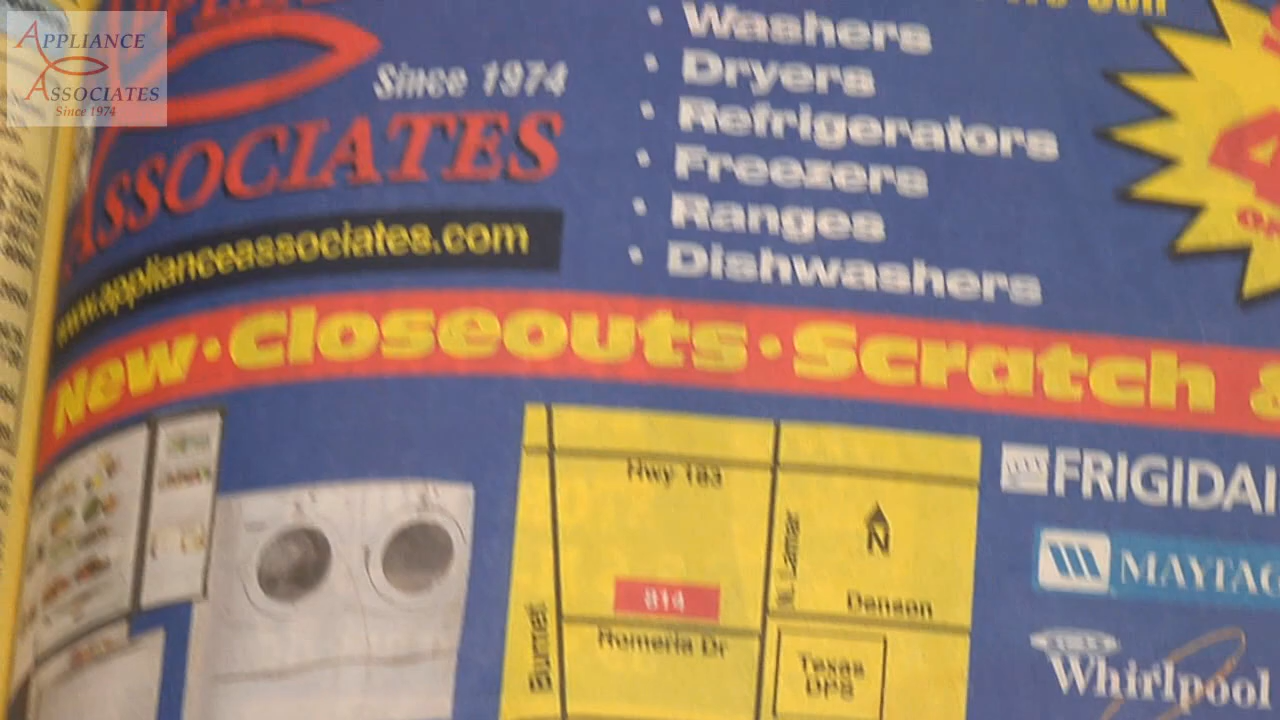 APPLIANCE
ASSOCIATES
Since 1974
Since 1974
ASSOCIATES
www.applianceassociates.com
• Washers
• Dryers
• Refrigerators
• Freezers
• Ranges
• Dishwashers
New • Closeouts • Scratch &
Hwy 183
N. Lamar
N
814
Denson
Burnet
Romeria Dr
Texas
DPS
FRIGIDAI
MAYTAG
Whirlpool